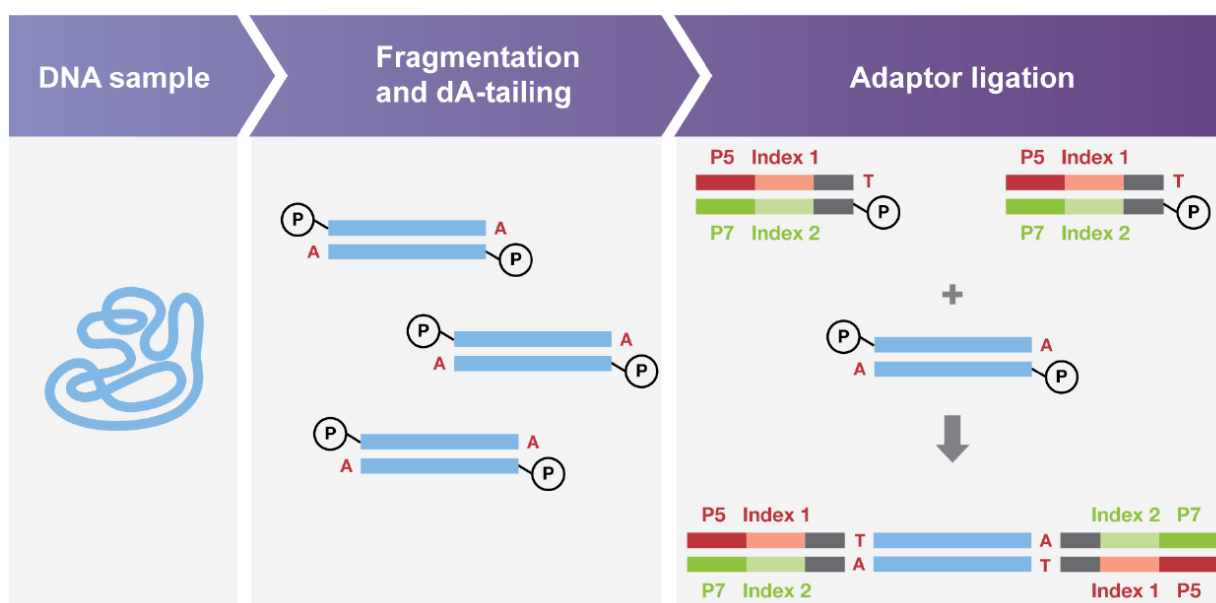 DNA sample
Fragmentation
and dA-tailing
Adaptor ligation
P
A
A
P
P
A
A
P
P
A
A
P
P5 Index 1
T
P
P7 Index 2
P5 Index 1
T
P
P7 Index 2
+
P
A
A
P
P5 Index 1
Index 2 P7
T
A
A
T
P7 Index 2
Index 1 P5